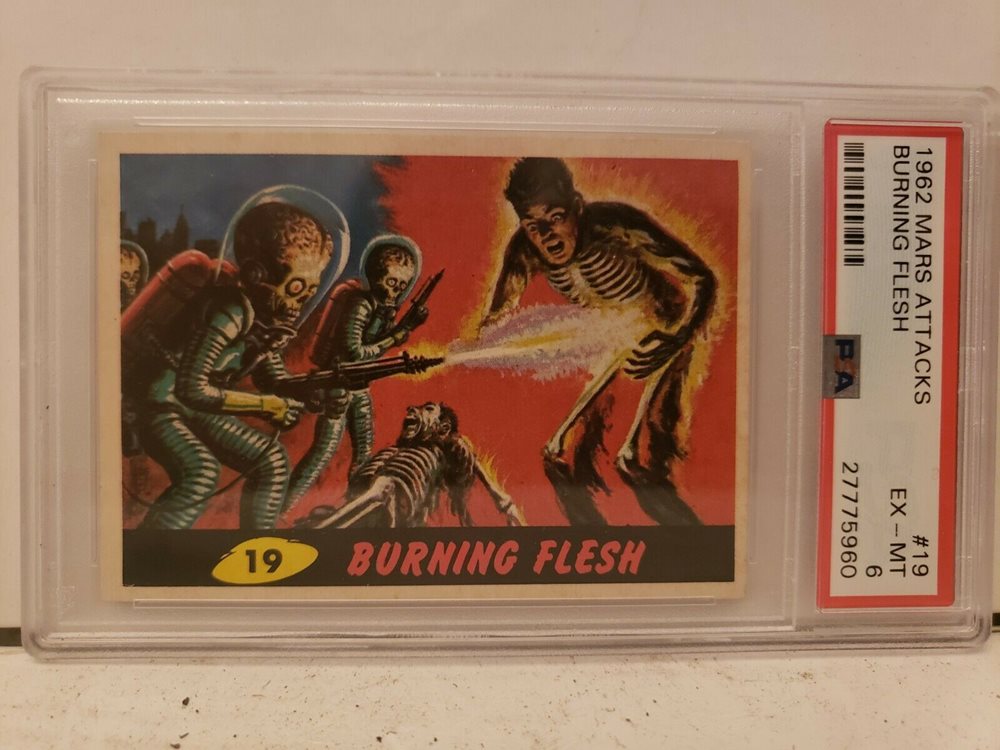 19
BURNING FLESH
1962 MARS ATTACKS #19
BURNING FLESH EX – MT
6
PSA
27775960